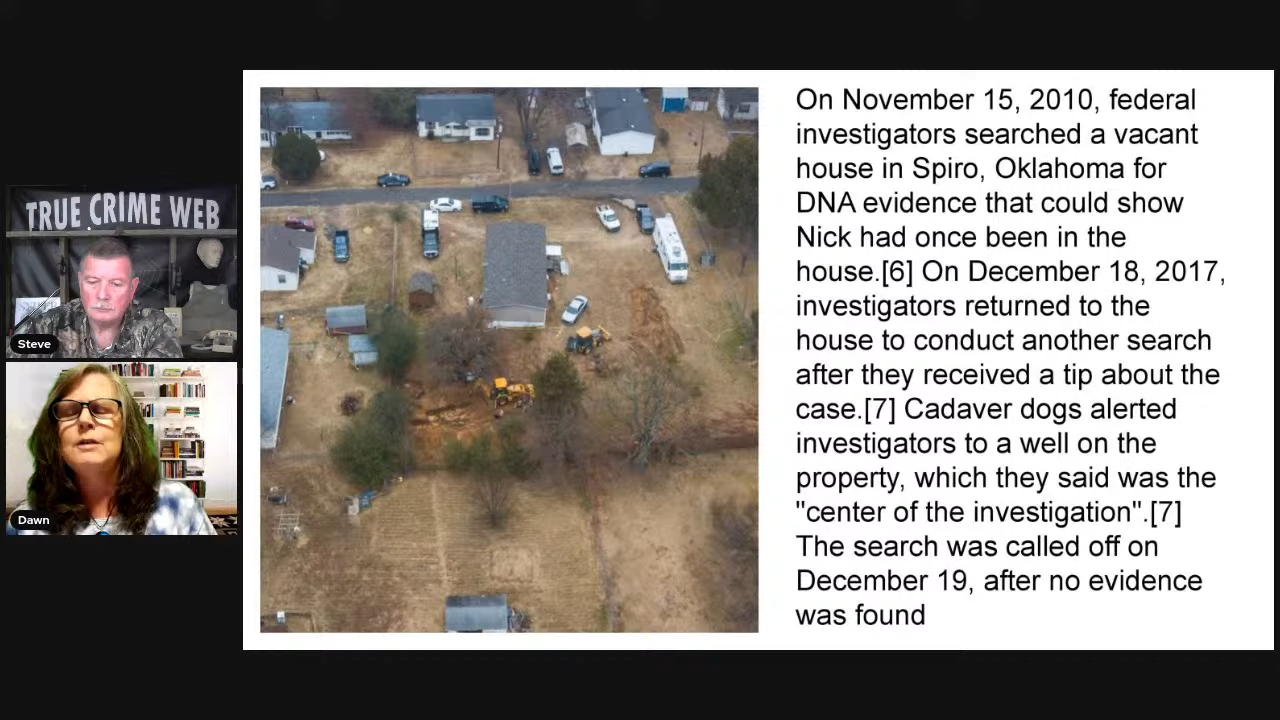 TRUE CRIME WEB
Steve
Dawn
On November 15, 2010, federal
investigators searched a vacant
house in Spiro, Oklahoma for
DNA evidence that could show
Nick had once been in the
house.[6] On December 18, 2017,
investigators returned to the
house to conduct another search
after they received a tip about the
case.[7] Cadaver dogs alerted
investigators to a well on the
property, which they said was the
"center of the investigation".[7]
The search was called off on
December 19, after no evidence
was found